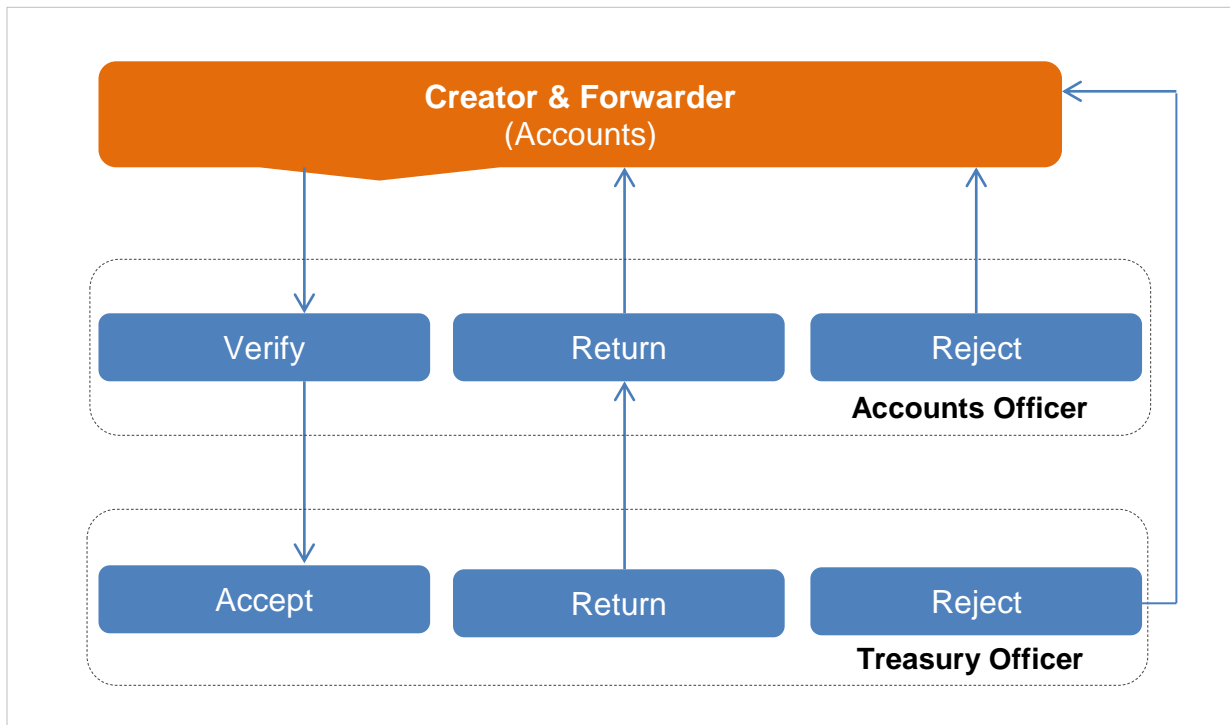 Creator & Forwarder
(Accounts)
Verify
Return
Reject
Accounts Officer
Accept
Return
Reject
Treasury Officer